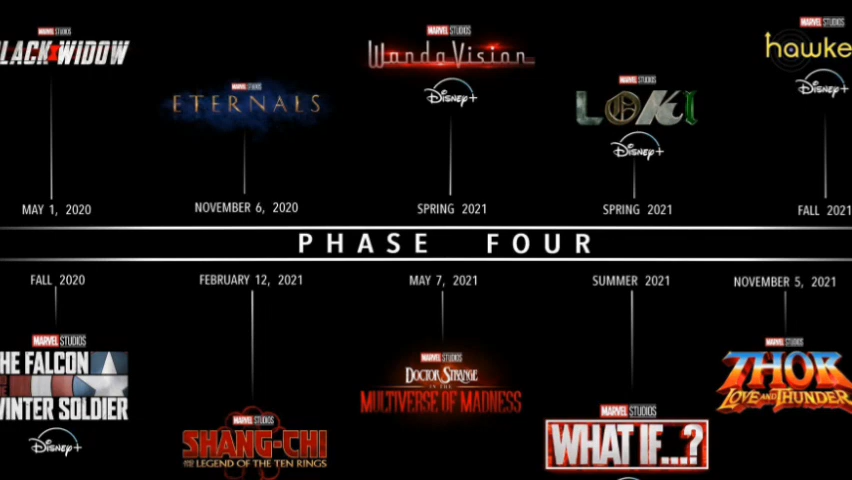 MARVEL STUDIOS
LACK WIDOW
MAY 1, 2020
MARVEL STUDIOS
ETERNALS
NOVEMBER 6, 2020
MARVEL STUDIOS
WandaVision
Disney+
SPRING 2021
MARVEL STUDIOS
LOKI
Disney+
SPRING 2021
MARVEL STUDIOS
hawke
Disney+
FALL 2021
PHASE FOUR
FALL 2020
MARVEL STUDIOS
HE FALCON
AND THE
WINTER SOLDIER
Disney+
FEBRUARY 12, 2021
MARVEL STUDIOS
SHANG-CHI
AND THE LEGEND OF THE TEN RINGS
MAY 7, 2021
MARVEL STUDIOS
DOCTOR STRANGE
IN THE
MULTIVERSE OF MADNESS
SUMMER 2021
MARVEL STUDIOS
WHAT IF...?
NOVEMBER 5, 2021
MARVEL STUDIOS
THOR
LOVE AND THUNDER